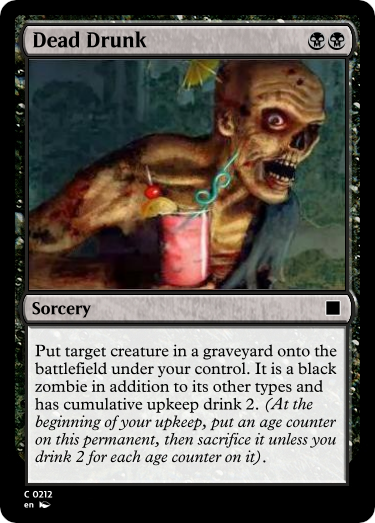 Dead Drunk
Sorcery
Put target creature in a graveyard onto the
battlefield under your control. It is a black
zombie in addition to its other types and
has cumulative upkeep drink 2. (At the
beginning of your upkeep, put an age counter
on this permanent, then sacrifice it unless you
drink 2 for each age counter on it).
C 0212
en